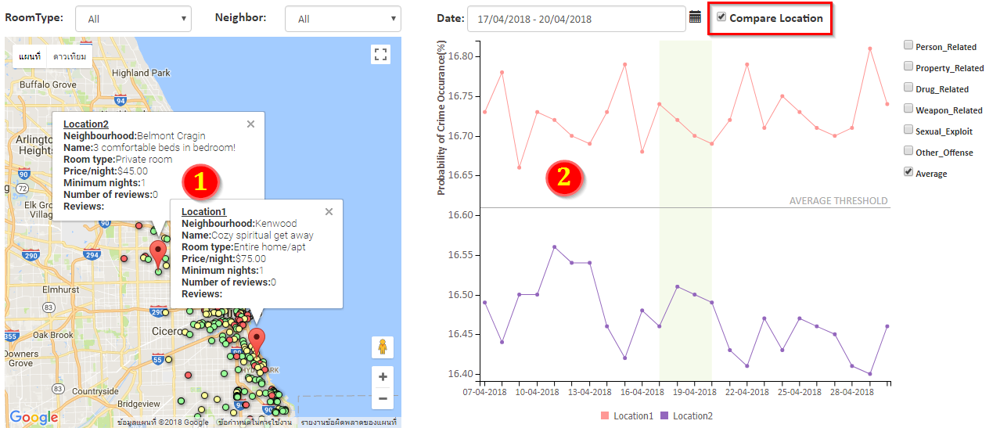 RoomType: All Neighbor: All
Date: 17/04/2018 - 20/04/2018 Compare Location
แผนที่ ดาวเทียม
Highland Park
Buffalo Grove
94
Location2
Neighbourhood:Belmont Cragin
Name:3 comfortable beds in bedroom!
Room type:Private room
Price/night:$45.00
Minimum nights:1
Number of reviews:0
Reviews:
1
Arlington
Heights
90
72
Elk Grove
Village
Location1
Neighbourhood:Kenwood
Name:Cozy spiritual get away
Room type:Entire home/apt
Price/night:$75.00
Minimum nights:1
Number of reviews:0
Reviews:
290
294
Elmhurst
83
290
Cicero
355
Oak Brook
Downers
Grove
55
90
HYDE PARK
83
Countryside
Bridgeview
90
Google
ข้อมูลแผนที่ ©2018 Google ข้อกำหนดในการใช้งาน รายงานข้อผิดพลาดของแผนที่
Probability of Crime Occurance(%)
16.80
16.75
16.70
16.65
16.60
16.55
16.50
16.45
16.40
2
AVERAGE THRESHOLD
07-04-2018 10-04-2018 13-04-2018 16-04-2018 19-04-2018 22-04-2018 25-04-2018 28-04-2018
Location1 Location2
Person_Related
Property_Related
Drug_Related
Weapon_Related
Sexual_Exploit
Other_Offense
Average